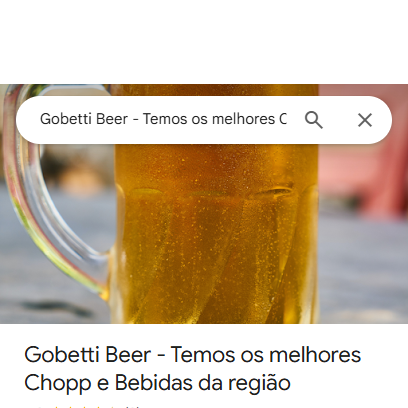 Gobetti Beer - Temos os melhores C
Gobetti Beer - Temos os melhores
Chopp e Bebidas da região